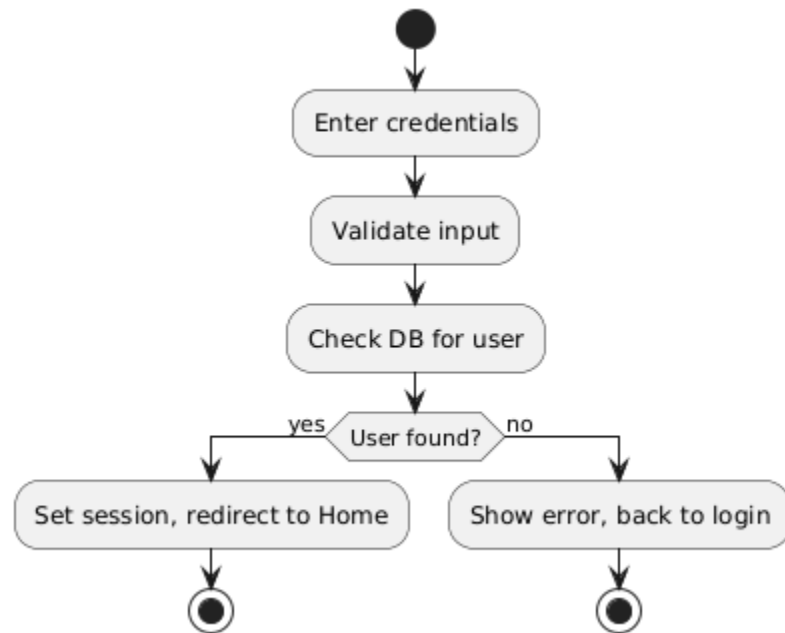 Enter credentials
Validate input
Check DB for user
yes
User found?
no
Set session, redirect to Home
Show error, back to login